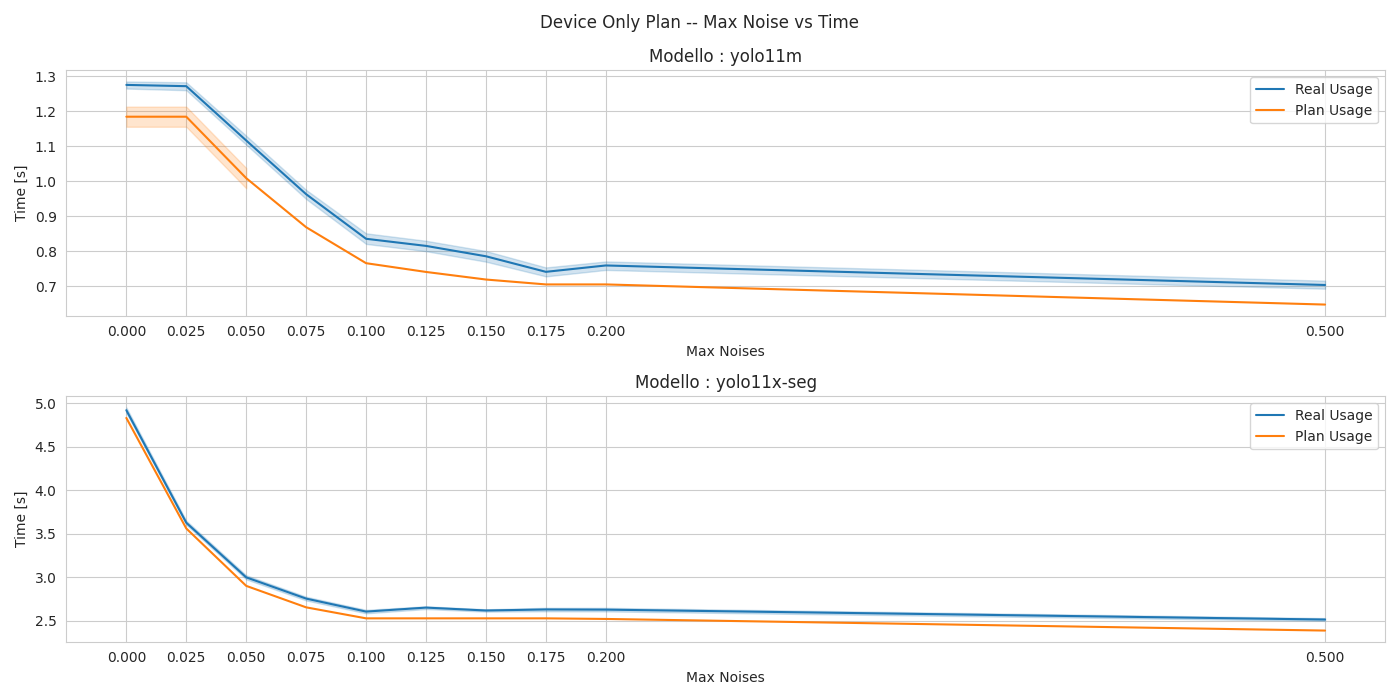 Device Only Plan -- Max Noise vs Time
Modello : yolo11m
Real Usage
Plan Usage
Time [s]
1.3
1.2
1.1
1.0
0.9
0.8
0.7
0.000 0.025 0.050 0.075 0.100 0.125 0.150 0.175 0.200 0.500
Max Noises
Modello : yolo11x-seg
Real Usage
Plan Usage
Time [s]
5.0
4.5
4.0
3.5
3.0
2.5
0.000 0.025 0.050 0.075 0.100 0.125 0.150 0.175 0.200 0.500
Max Noises